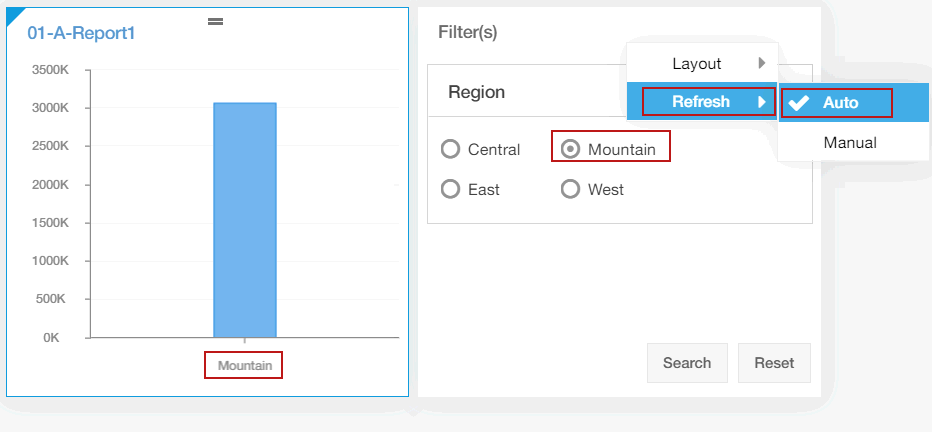 01-A-Report1
3500K
3000K
2500K
2000K
1500K
1000K
500K
0K
Mountain
Filter(s)
Layout
Refresh
Auto
Manual
Region
Central
Mountain
East
West
Search
Reset